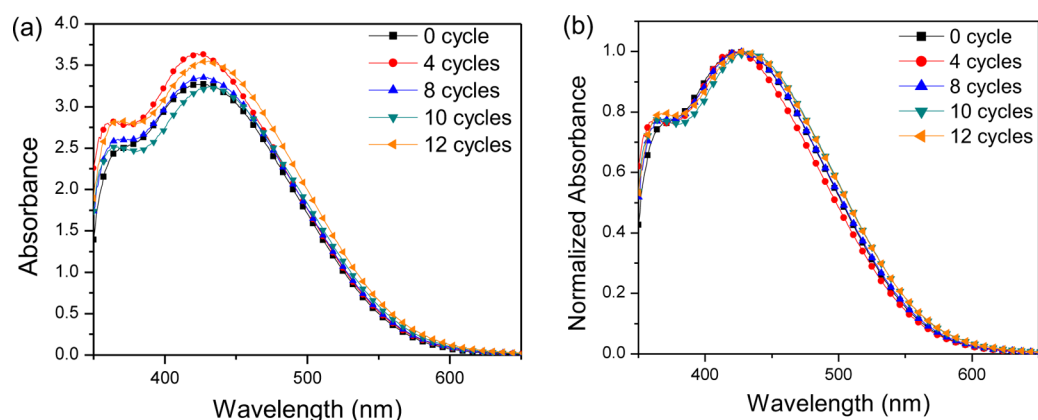 (a)
4.0
3.5
3.0
2.5
2.0
1.5
1.0
0.5
0.0
Absorbance
400
500
600
Wavelength (nm)
0 cycle
4 cycles
8 cycles
10 cycles
12 cycles
(b)
1.0
0.8
0.6
0.4
0.2
0.0
Normalized Absorbance
400
500
600
Wavelength (nm)
0 cycle
4 cycles
8 cycles
10 cycles
12 cycles